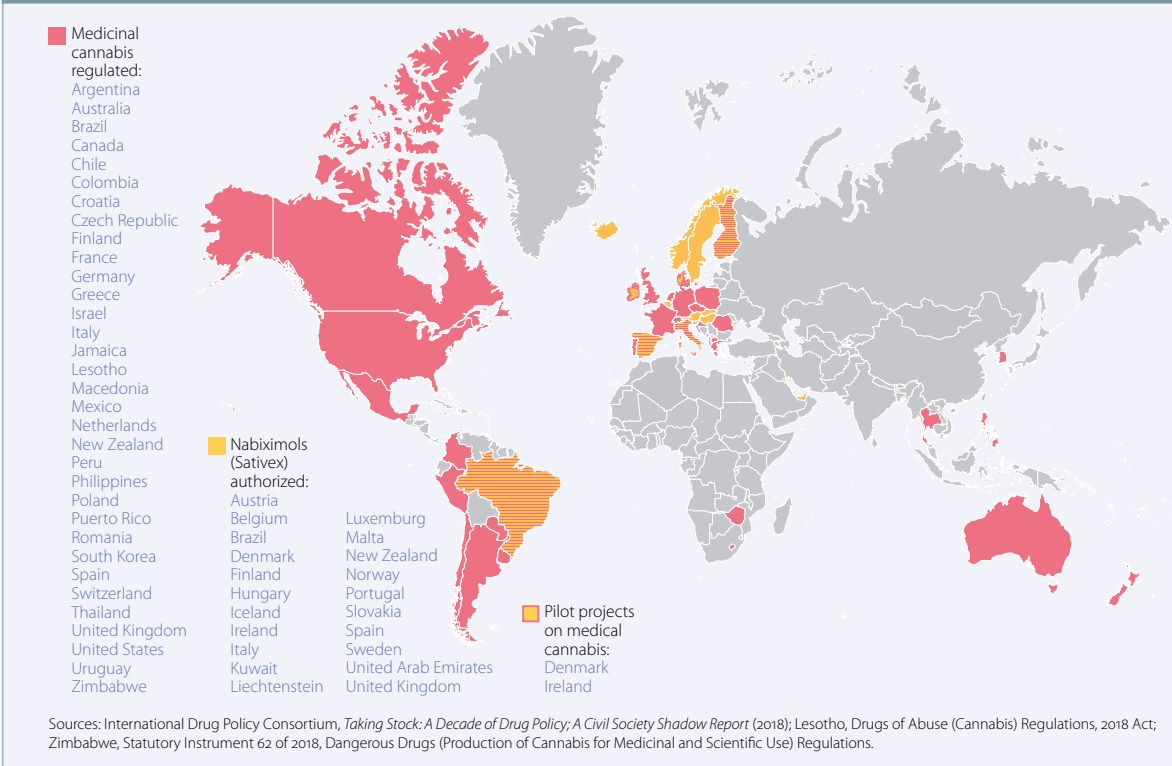 Medicinal
cannabis
regulated:
Argentina
Australia
Brazil
Canada
Chile
Colombia
Croatia
Czech Republic
Finland
France
Germany
Greece
Israel
Italy
Jamaica
Lesotho
Macedonia
Mexico
Netherlands
New Zealand
Peru
Philippines
Poland
Puerto Rico
Romania
South Korea
Spain
Switzerland
Thailand
United Kingdom
United States
Uruguay
Zimbabwe
Nabiximols
(Sativex)
authorized:
Austria
Belgium
Brazil
Denmark
Finland
Hungary
Iceland
Ireland
Italy
Kuwait
Liechtenstein
Luxemburg
Malta
New Zealand
Norway
Portugal
Slovakia
Spain
Sweden
United Arab Emirates
United Kingdom
Pilot projects
on medical
cannabis:
Denmark
Ireland
Sources: International Drug Policy Consortium, Taking Stock: A Decade of Drug Policy; A Civil Society Shadow Report (2018); Lesotho, Drugs of Abuse (Cannabis) Regulations, 2018 Act;
Zimbabwe, Statutory Instrument 62 of 2018, Dangerous Drugs (Production of Cannabis for Medicinal and Scientific Use) Regulations.